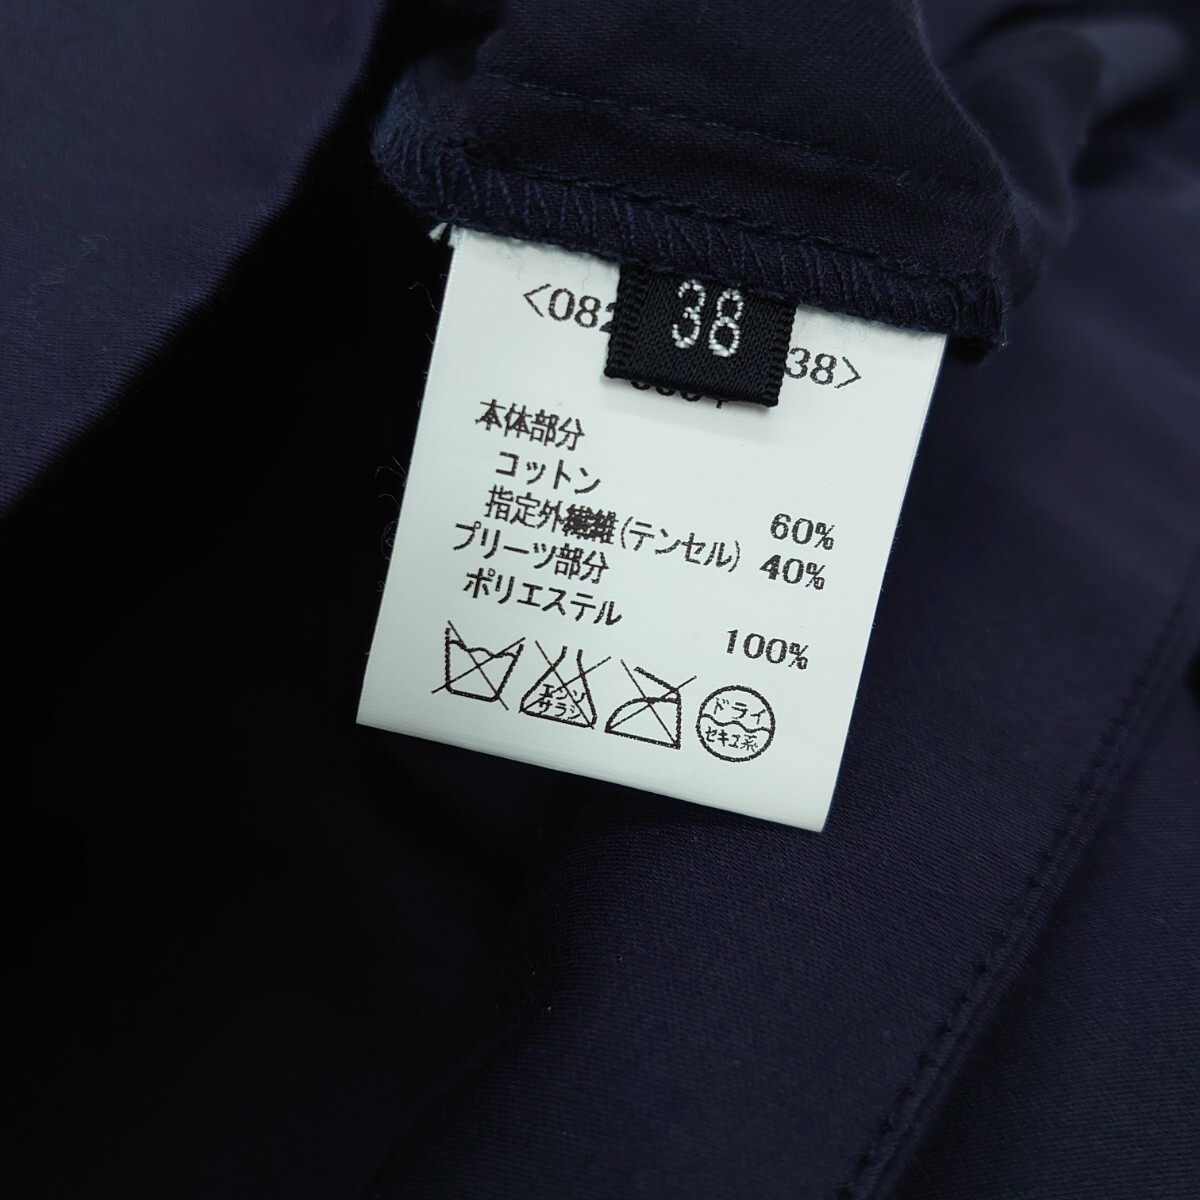 38
38>
本体部分
コットン 60%
指定外繊維(テンセル) 40%
プリーツ部分
ポリエステル 100%
エンソ
サラシ
ドライ
セキユ系